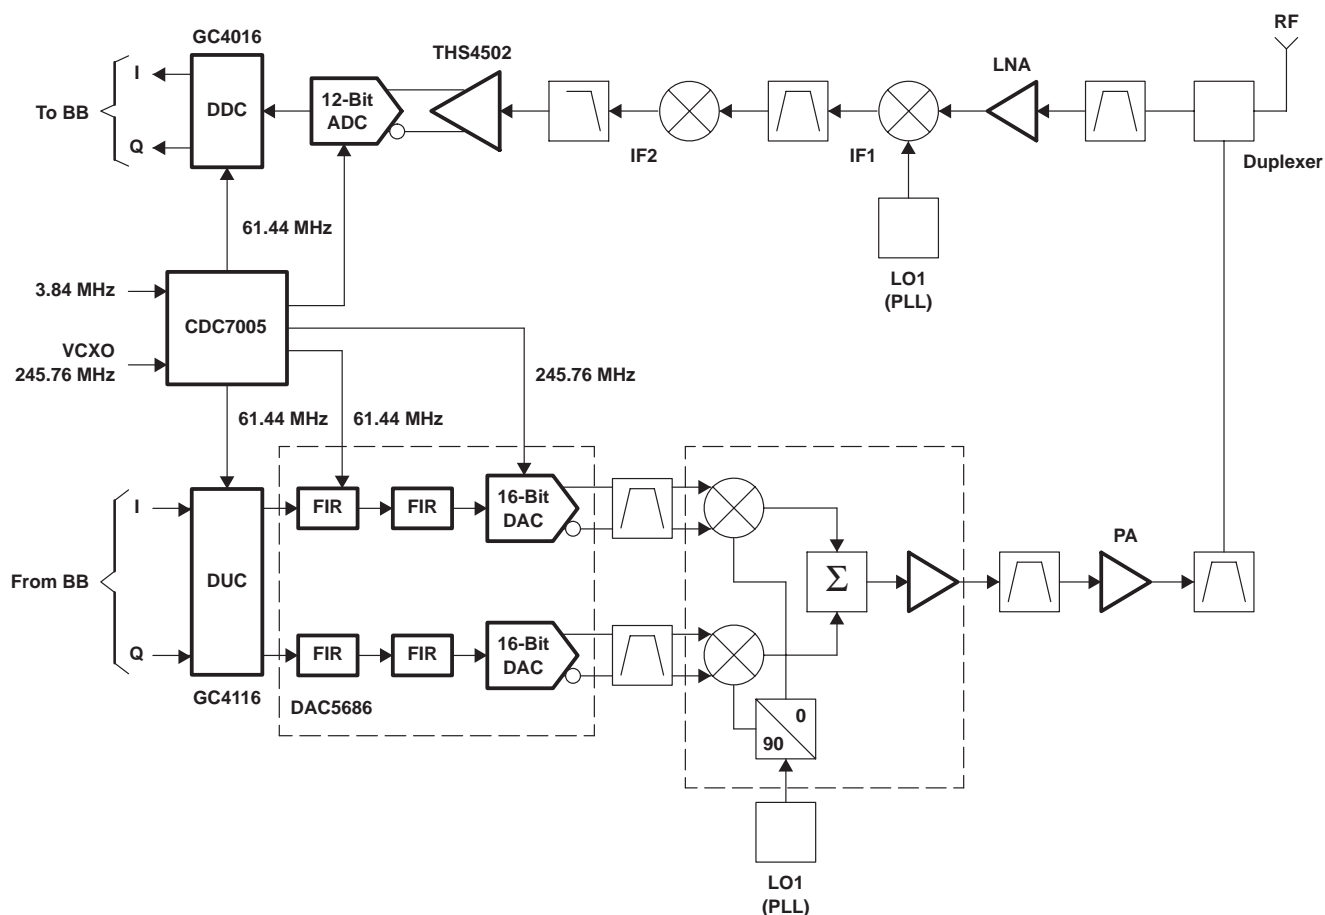 RF
GC4016
THS4502
LNA
I
To BB
DDC
12-Bit
ADC
Q
IF2
IF1
Duplexer
61.44 MHz
LO1
(PLL)
3.84 MHz
CDC7005
VCXO
245.76 MHz
245.76 MHz
61.44 MHz
61.44 MHz
I
FIR
FIR
16-Bit
DAC
PA
From BB
DUC
Σ
Q
FIR
FIR
16-Bit
DAC
GC4116
DAC5686
0
90
LO1
(PLL)